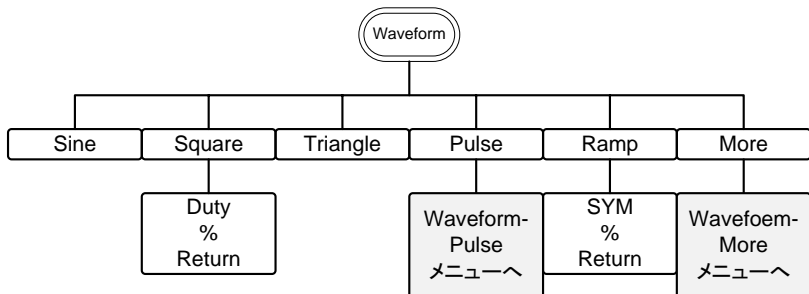 Waveform
Sine
Square
Triangle
Pulse
Ramp
More
Duty
%
Return
Waveform-
Pulse
メニューへ
SYM
%
Return
Wavefoem-
More
メニューへ